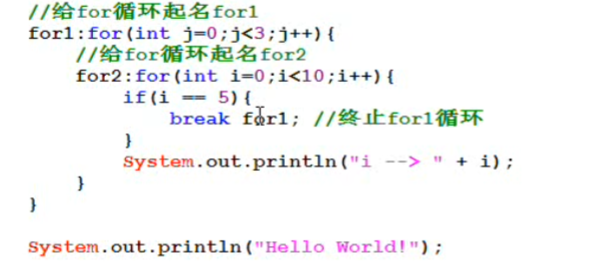 //给for循环起名for1
for1:for(int j=0;j<3;j++){
//给for循环起名for2
for2:for(int i=0;i<10;i++){
if(i == 5){
break for1; //终止for1循环
}
System.out.println("i --> " + i);
}
}
System.out.println("Hello World!");